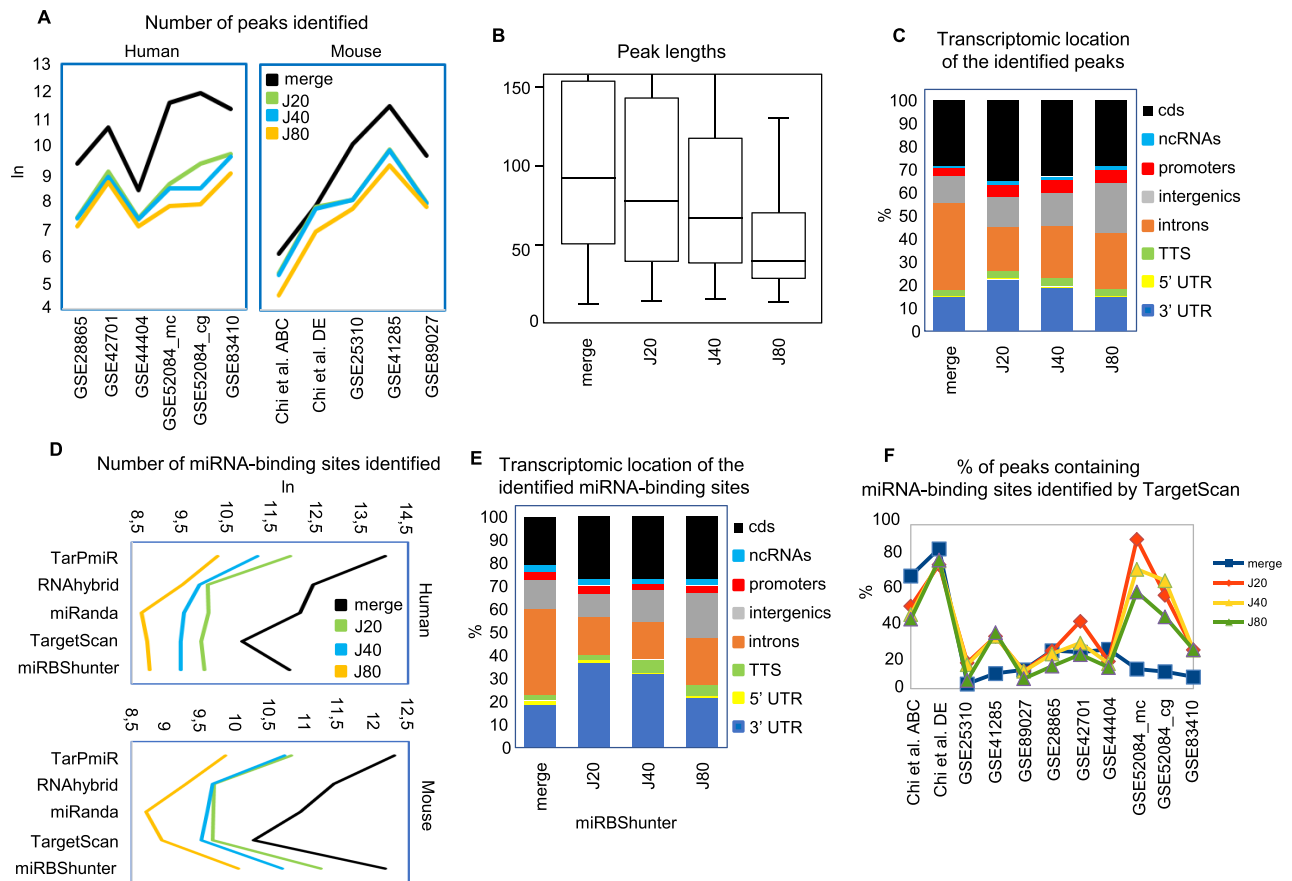 A
Number of peaks identified
Human
Mouse
ln
13
12
11
10
9
8
7
6
5
4
merge
J20
J40
J80
GSE28865
GSE42701
GSE44404
GSE52084_mc
GSE52084_cg
GSE83410
Chi et al. ABC
Chi et al. DE
GSE25310
GSE41285
GSE89027
B
Peak lengths
150
100
50
0
merge
J20
J40
J80
C
Transcriptomic location
of the identified peaks
%
100
90
80
70
60
50
40
30
20
10
0
merge
J20
J40
J80
cds
ncRNAs
promoters
intergenics
introns
TTS
5' UTR
3' UTR
D
Number of miRNA-binding sites identified
ln
8,5
9,5
10,5
11,5
12,5
13,5
14,5
TarPmiR
RNAhybrid
miRanda
TargetScan
miRBShunter
merge
J20
J40
J80
Human
8,5
9
9,5
10
10,5
11
11,5
12
12,5
TarPmiR
RNAhybrid
miRanda
TargetScan
miRBShunter
Mouse
E
Transcriptomic location of the
identified miRNA-binding sites
%
100
90
80
70
60
50
40
30
20
10
0
merge
J20
J40
J80
miRBShunter
cds
ncRNAs
promoters
intergenics
introns
TTS
5' UTR
3' UTR
F
% of peaks containing
miRNA-binding sites identified by TargetScan
%
100
80
60
40
20
0
merge
J20
J40
J80
Chi et al. ABC
Chi et al. DE
GSE25310
GSE41285
GSE89027
GSE28865
GSE42701
GSE44404
GSE52084_mc
GSE52084_cg
GSE83410